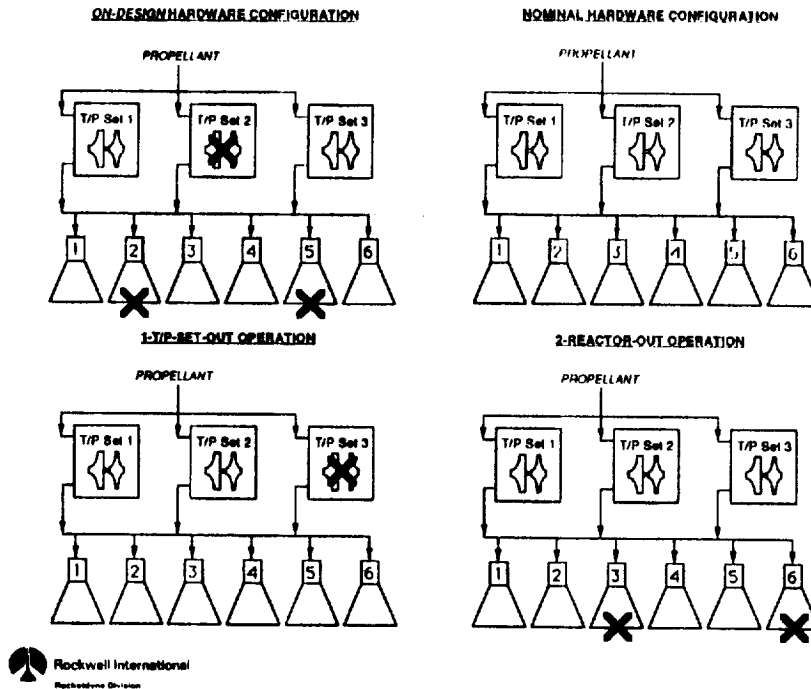 ON-DESIGN HARDWARE CONFIGURATION
PROPELLANT
T/P Set 1
T/P Set 2
T/P Set 3
1 2 3 4 5 6
NOMINAL HARDWARE CONFIGURATION
PROPELLANT
T/P Set 1
T/P Set 2
T/P Set 3
1 2 3 4 5 6
1-T/P-SET-OUT OPERATION
PROPELLANT
T/P Set 1
T/P Set 2
T/P Set 3
1 2 3 4 5 6
2-REACTOR-OUT OPERATION
PROPELLANT
T/P Set 1
T/P Set 2
T/P Set 3
1 2 3 4 5 6
Rockwell International
Rocketdyne Division